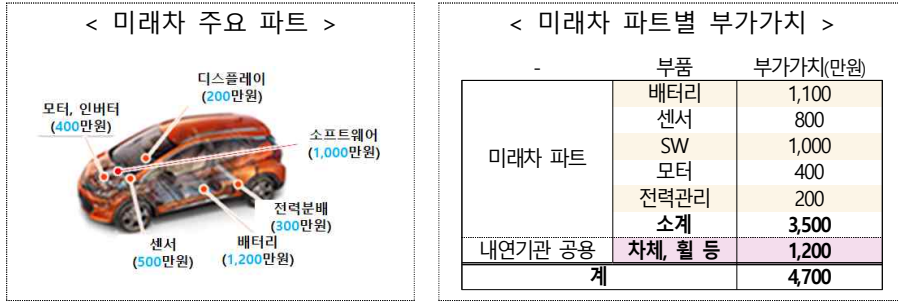 < 미래차 주요 파트 >
디스플레이
(200만원)
모터, 인버터
(400만원)
소프트웨어
(1,000만원)
전력분배
(300만원)
센서
(500만원)
배터리
(1,200만원)
< 미래차 파트별 부가가치 >
- 부품 부가가치(만원)
미래차 파트
배터리 1,100
센서 800
SW 1,000
모터 400
전력관리 200
소계 3,500
내연기관 공용 차체, 휠 등 1,200
계 4,700